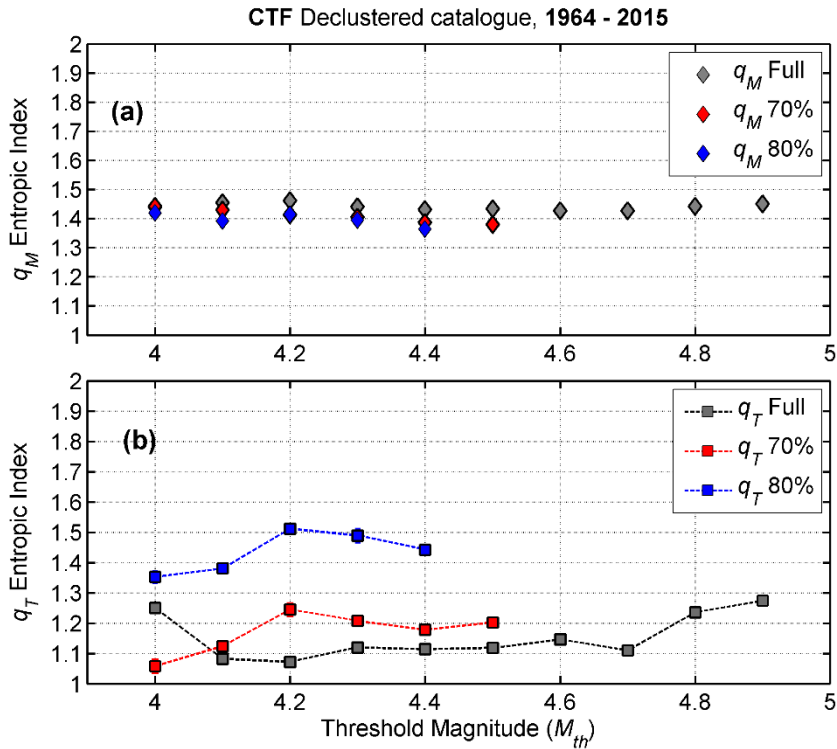 CTF Declustered catalogue, 1964 - 2015
2
1.9
1.8
1.7
1.6
1.5
1.4
1.3
1.2
1.1
1
q_M Entropic Index
(a)
q_M Full
q_M 70%
q_M 80%
4
4.2
4.4
4.6
4.8
5
2
1.9
1.8
1.7
1.6
1.5
1.4
1.3
1.2
1.1
1
q_T Entropic Index
(b)
q_T Full
q_T 70%
q_T 80%
4
4.2
4.4
4.6
4.8
5
Threshold Magnitude (M_th)